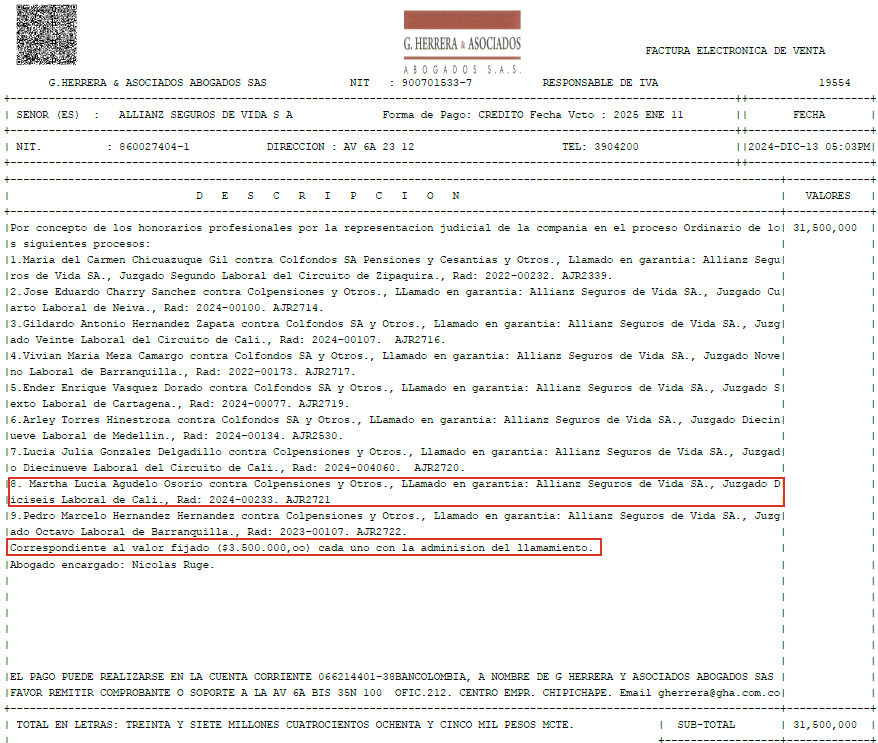 G. HERRERA & ASOCIADOS
ABOGADOS S.A.S.
FACTURA ELECTRONICA DE VENTA
G.HERRERA & ASOCIADOS ABOGADOS SAS NIT : 900701533-7 RESPONSABLE DE IVA 19554
SENOR (ES) : ALLIANZ SEGUROS DE VIDA S A Forma de Pago: CREDITO Fecha Vcto : 2025 ENE 11 FECHA
NIT. : 860027404-1 DIRECCION : AV 6A 23 12 TEL: 3904200 2024-DIC-13 05:03PM
D E S C R I P C I O N VALORES
Por concepto de los honorarios profesionales por la representacion judicial de la compania en el proceso Ordinario de lo 31,500,000
s siguientes procesos:
1.Maria del Carmen Chicuazuque Gil contra Colfondos SA Pensiones y Cesantias y Otros., Llamado en garantia: Allianz Segu
ros de Vida SA., Juzgado Segundo Laboral del Circuito de Zipaquira., Rad: 2022-00232. AJR2339.
2.Jose Eduardo Charry Sanchez contra Colpensiones y Otros., LLamado en garantia: Allianz Seguros de Vida SA., Juzgado Cu
arto Laboral de Neiva., Rad: 2024-00100. AJR2714.
3.Gildardo Antonio Hernandez Zapata contra Colfondos SA y Otros., Llamado en garantia: Allianz Seguros de Vida SA., Juzg
ado Veinte Laboral del Circuito de Cali., Rad: 2024-00107. AJR2716.
4.Vivian Maria Meza Camargo contra Colfondos SA y Otros., LLamado en garantia: Allianz Seguros de Vida SA., Juzgado Nove
no Laboral de Barranquilla., Rad: 2022-00173. AJR2717.
5.Ender Enrique Vasquez Dorado contra Colfondos SA y Otros., LLamado en garantia: Allianz Seguros de Vida SA., Juzgado S
exto Laboral de Cartagena., Rad: 2024-00077. AJR2719.
6.Arley Torres Hinestroza contra Colfondos SA y Otros., LLamado en garantia: Allianz Seguros de Vida SA., Juzgado Diecin
ueve Laboral de Medellin., Rad: 2024-00134. AJR2530.
7.Lucia Julia Gonzalez Delgadillo contra Colpensiones y Otros., LLamado en garantia: Allianz Seguros de Vida SA., Juzgad
o Diecinueve Laboral del Circuito de Cali., Rad: 2024-004060. AJR2720.
8. Martha Lucia Agudelo Osorio contra Colpensiones y Otros., LLamado en garantia: Allianz Seguros de Vida SA., Juzgado D
iciseis Laboral de Cali., Rad: 2024-00233. AJR2721
9.Pedro Marcelo Hernandez Hernandez contra Colpensiones y Otros., LLamado en garantia: Allianz Seguros de Vida SA., Juzg
ado Octavo Laboral de Barranquilla., Rad: 2023-00107. AJR2722.
Correspondiente al valor fijado ($3.500.000,oo) cada uno con la adminision del llamamiento.
Abogado encargado: Nicolas Ruge.
EL PAGO PUEDE REALIZARSE EN LA CUENTA CORRIENTE 066214401-38BANCOLOMBIA, A NOMBRE DE G HERRERA Y ASOCIADOS ABOGADOS SAS
FAVOR REMITIR COMPROBANTE O SOPORTE A LA AV 6A BIS 35N 100 OFIC.212. CENTRO EMPR. CHIPICHAPE. Email gherrera@gha.com.co
TOTAL EN LETRAS: TREINTA Y SIETE MILLONES CUATROCIENTOS OCHENTA Y CINCO MIL PESOS MCTE. SUB-TOTAL 31,500,000